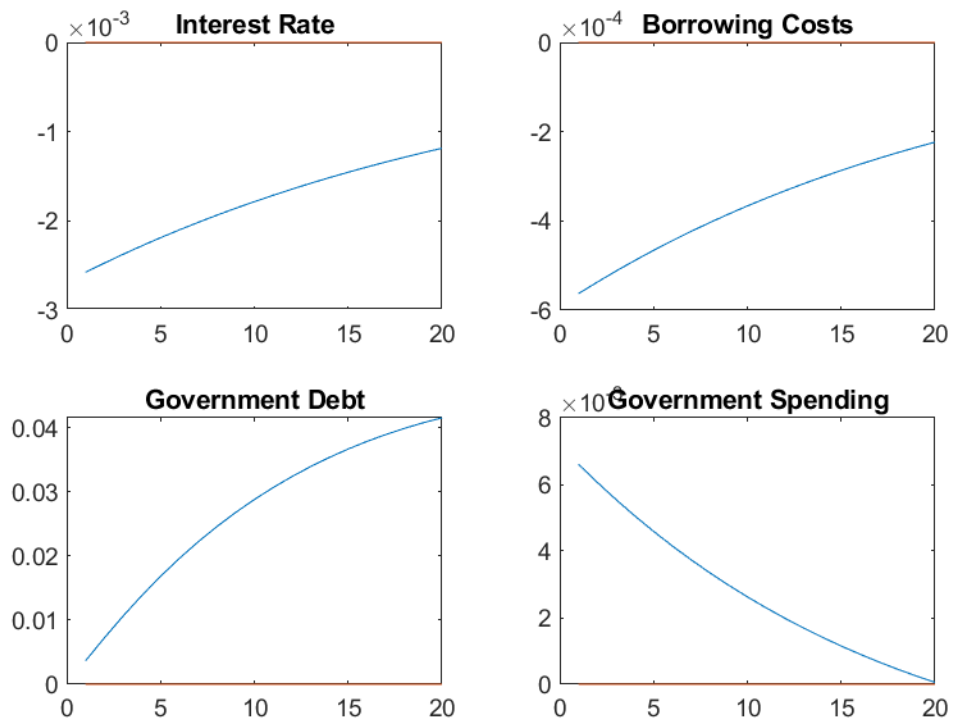 ×10⁻³
Interest Rate
0
-1
-2
-3
0 5 10 15 20
×10⁻⁴
Borrowing Costs
0
-2
-4
-6
0 5 10 15 20
Government Debt
0.04
0.03
0.02
0.01
0
0 5 10 15 20
Government Spending
8
6
4
2
0
0 5 10 15 20